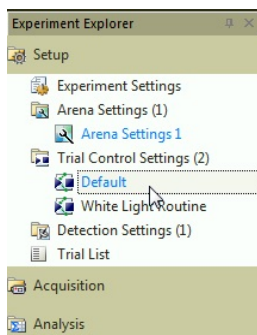 Experiment Explorer
Setup
Experiment Settings
Arena Settings (1)
Arena Settings 1
Trial Control Settings (2)
Default
White Light Routine
Detection Settings (1)
Trial List
Acquisition
Analysis